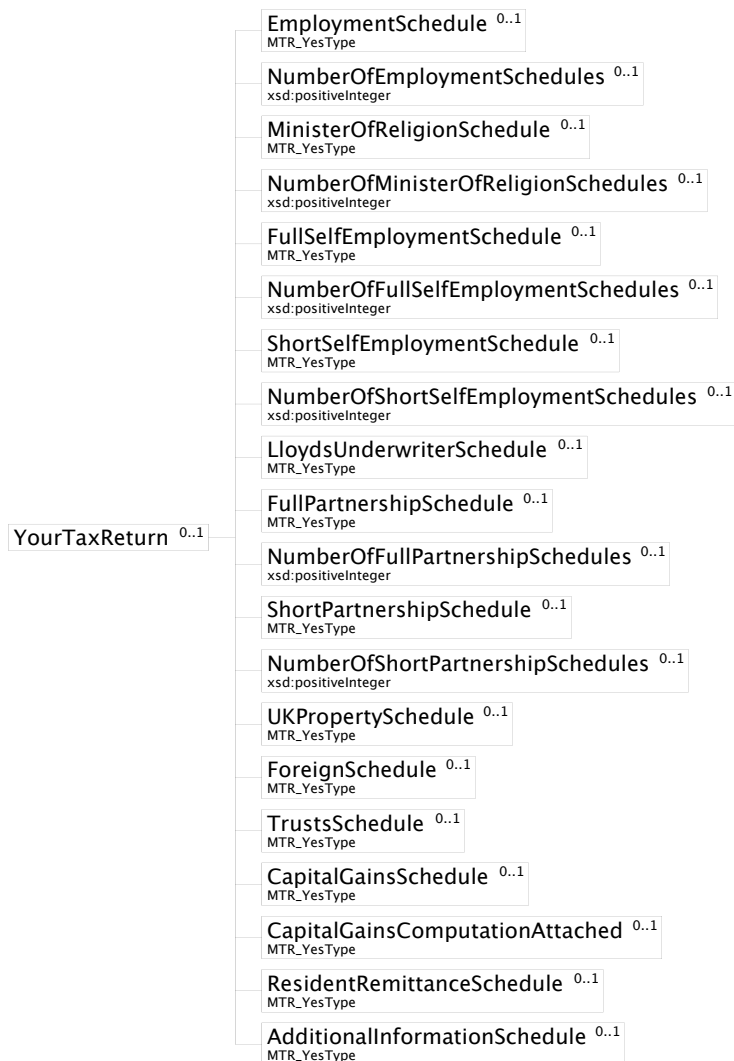 EmploymentSchedule 0..1
MTR_YesType
NumberOfEmploymentSchedules 0..1
xsd:positiveInteger
MinisterOfReligionSchedule 0..1
MTR_YesType
NumberOfMinisterOfReligionSchedules 0..1
xsd:positiveInteger
FullSelfEmploymentSchedule 0..1
MTR_YesType
NumberOfFullSelfEmploymentSchedules 0..1
xsd:positiveInteger
ShortSelfEmploymentSchedule 0..1
MTR_YesType
NumberOfShortSelfEmploymentSchedules 0..1
xsd:positiveInteger
LloydsUnderwriterSchedule 0..1
MTR_YesType
FullPartnershipSchedule 0..1
MTR_YesType
YourTaxReturn 0..1
NumberOfFullPartnershipSchedules 0..1
xsd:positiveInteger
ShortPartnershipSchedule 0..1
MTR_YesType
NumberOfShortPartnershipSchedules 0..1
xsd:positiveInteger
UKPropertySchedule 0..1
MTR_YesType
ForeignSchedule 0..1
MTR_YesType
TrustsSchedule 0..1
MTR_YesType
CapitalGainsSchedule 0..1
MTR_YesType
CapitalGainsComputationAttached 0..1
MTR_YesType
ResidentRemittanceSchedule 0..1
MTR_YesType
AdditionalInformationSchedule 0..1
MTR_YesType